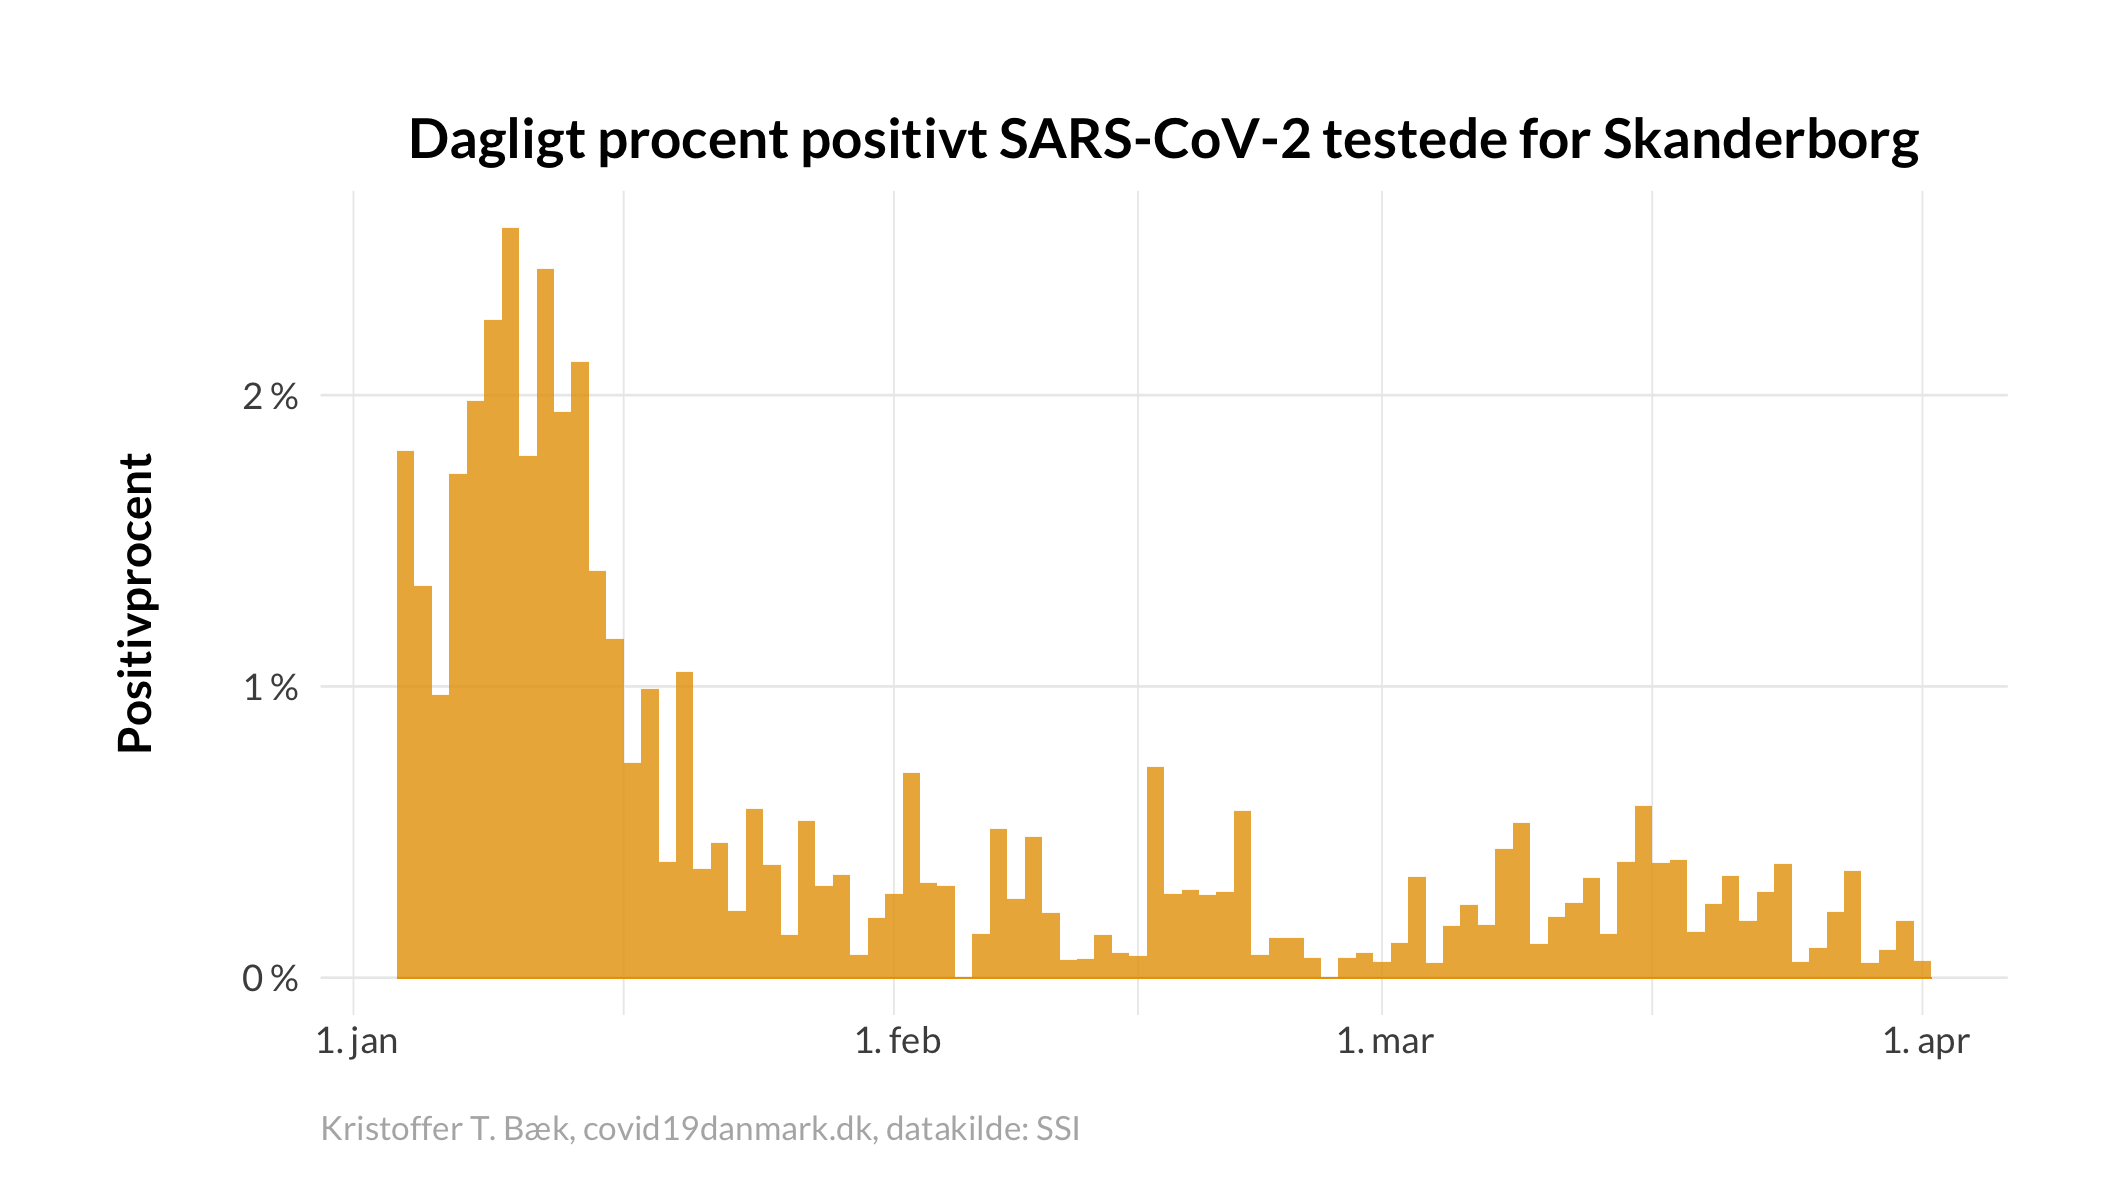 Dagligt procent positivt SARS-CoV-2 testede for Skanderborg
Positivprocent
2 %
1 %
0 %
1. jan
1. feb
1. mar
1. apr
Kristoffer T. Bæk, covid19danmark.dk, datakilde: SSI